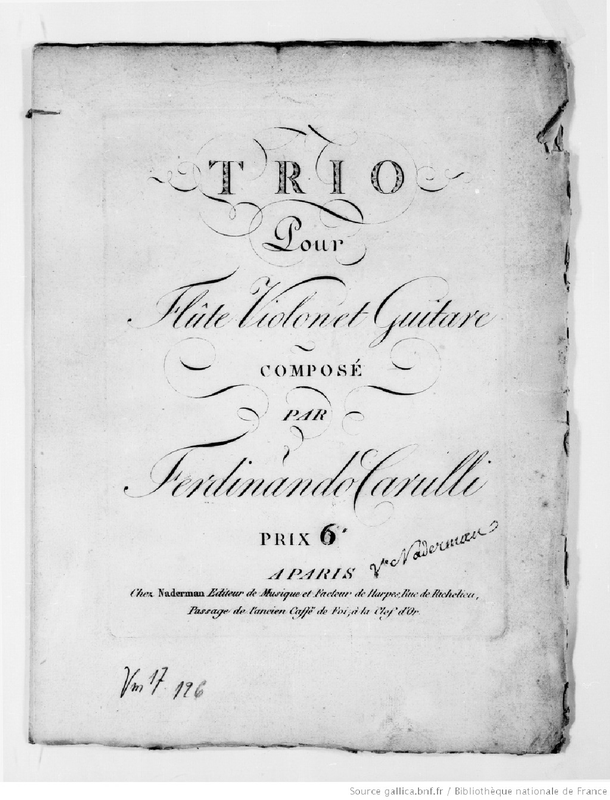 TRIO
Pour
Flûte Violon et Guitare
COMPOSÉ
PAR
Ferdinando Carulli
PRIX 6f
Vve Naderman
A PARIS
Chez Naderman Editeur de Musique et Facteur de Harpes, Rue de Richelieu,
Passage de l'ancien Caffé de Foi, à la Clef d'Or.
Vm 17 126
Source gallica.bnf.fr / Bibliothèque nationale de France